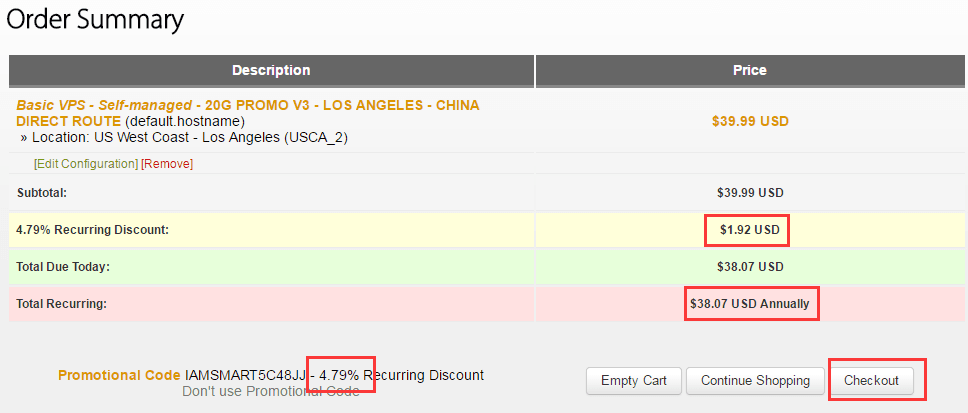 Order Summary
Description Price
Basic VPS - Self-managed - 20G PROMO V3 - LOS ANGELES - CHINA
DIRECT ROUTE (default.hostname) $39.99 USD
» Location: US West Coast - Los Angeles (USCA_2)
[Edit Configuration] [Remove]
Subtotal: $39.99 USD
4.79% Recurring Discount: $1.92 USD
Total Due Today: $38.07 USD
Total Recurring: $38.07 USD Annually
Promotional Code IAMSMART5C48JJ - 4.79% Recurring Discount
Don't use Promotional Code
Empty Cart Continue Shopping Checkout